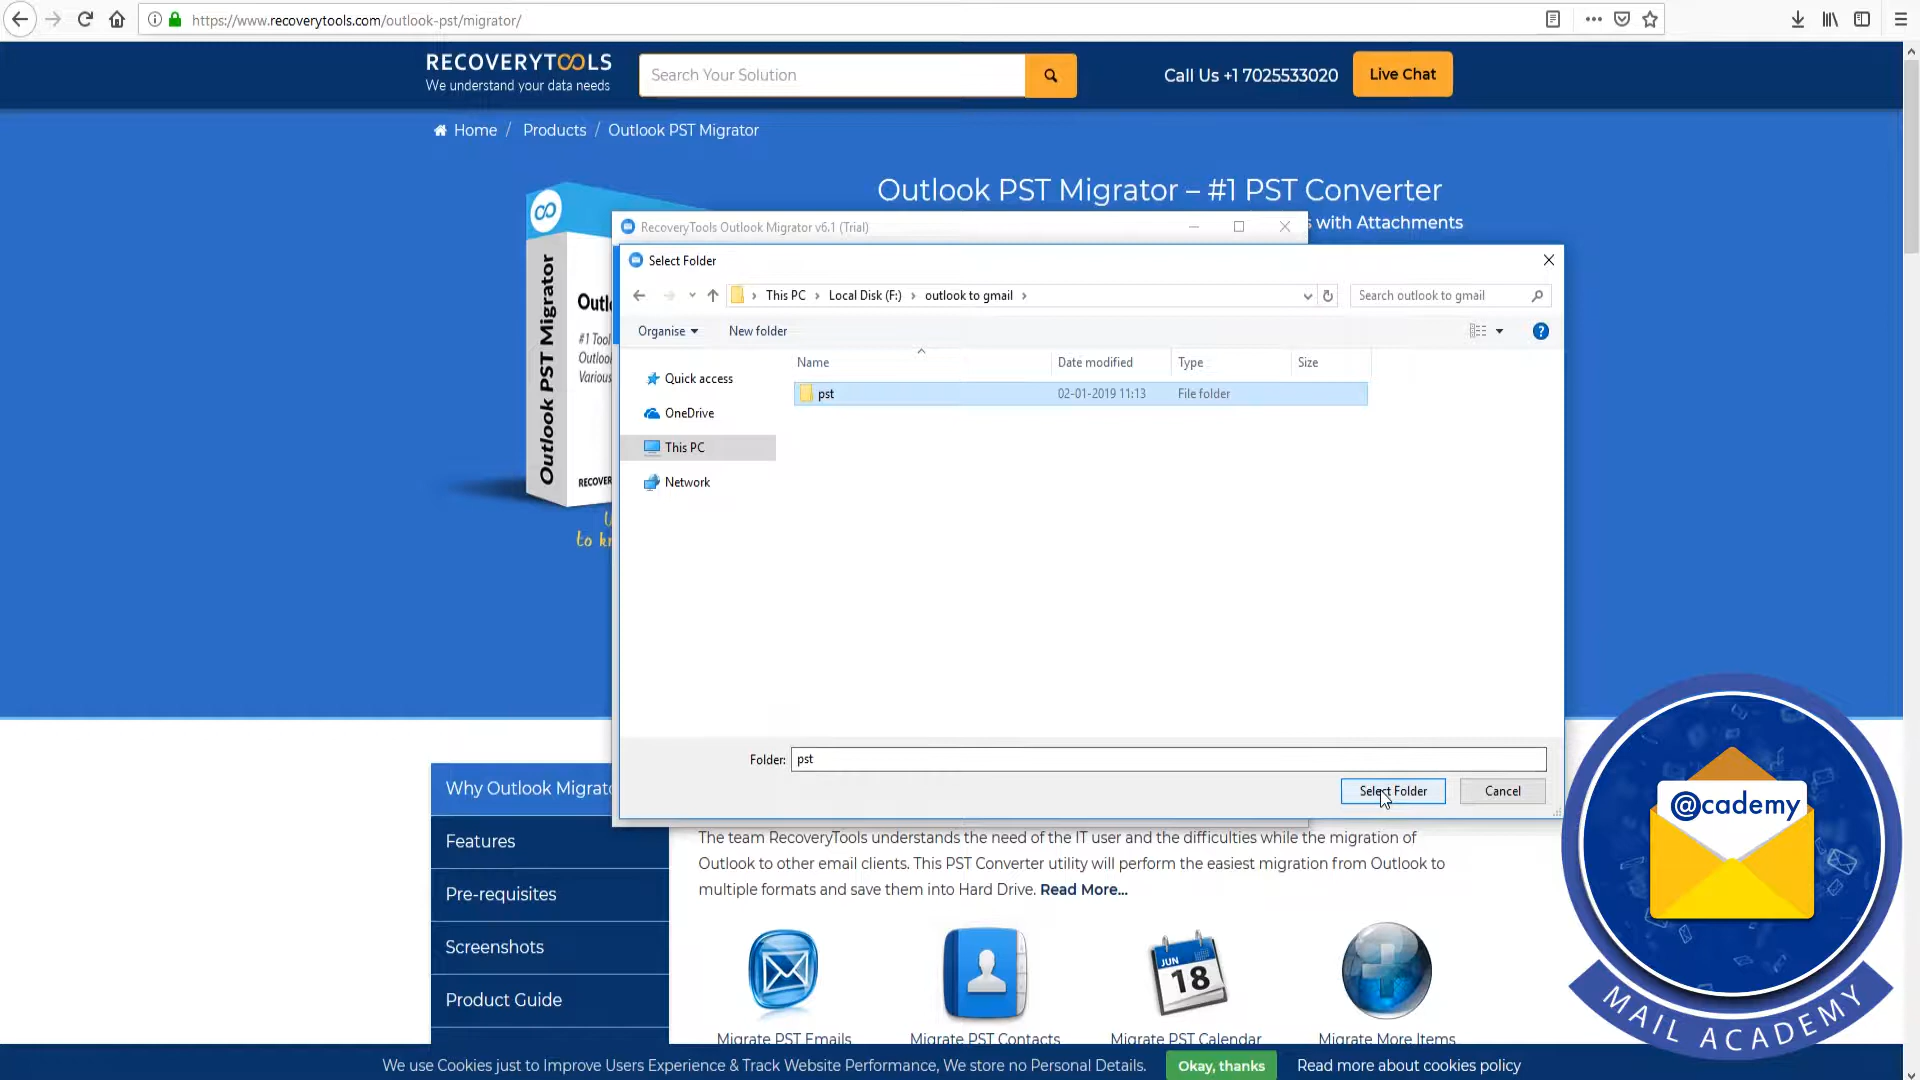 https://www.recoverytools.com/outlook-pst/migrator/
RECOVERYTOOLS
We understand your data needs
Search Your Solution
Call Us +1 7025533020
Live Chat
Home / Products / Outlook PST Migrator
Outlook PST Migrator – #1 PST Converter
with Attachments
Outlook PST Migrator
#1 Tool
Various
RecoveryTools Outlook Migrator v6.1 (Trial)
Select Folder
This PC > Local Disk (F:) > outlook to gmail >
Search outlook to gmail
Organise
New folder
Name
Date modified
Type
Size
Quick access
OneDrive
This PC
Network
pst
02-01-2019 11:13
File folder
Folder: pst
Select Folder
Cancel
Why Outlook Migrato
Features
Pre-requisites
Screenshots
Product Guide
The team RecoveryTools understands the need of the IT user and the difficulties while the migration of
Outlook to other email clients. This PST Converter utility will perform the easiest migration from Outlook to
multiple formats and save them into Hard Drive. Read More...
JUN
18
Migrate PST Emails
Migrate PST Contacts
Migrate PST Calendar
Migrate More Items
We use Cookies just to Improve Users Experience & Track Website Performance, We store no Personal Details.
Okay, thanks
Read more about cookies policy
@cademy
MAIL ACADEMY